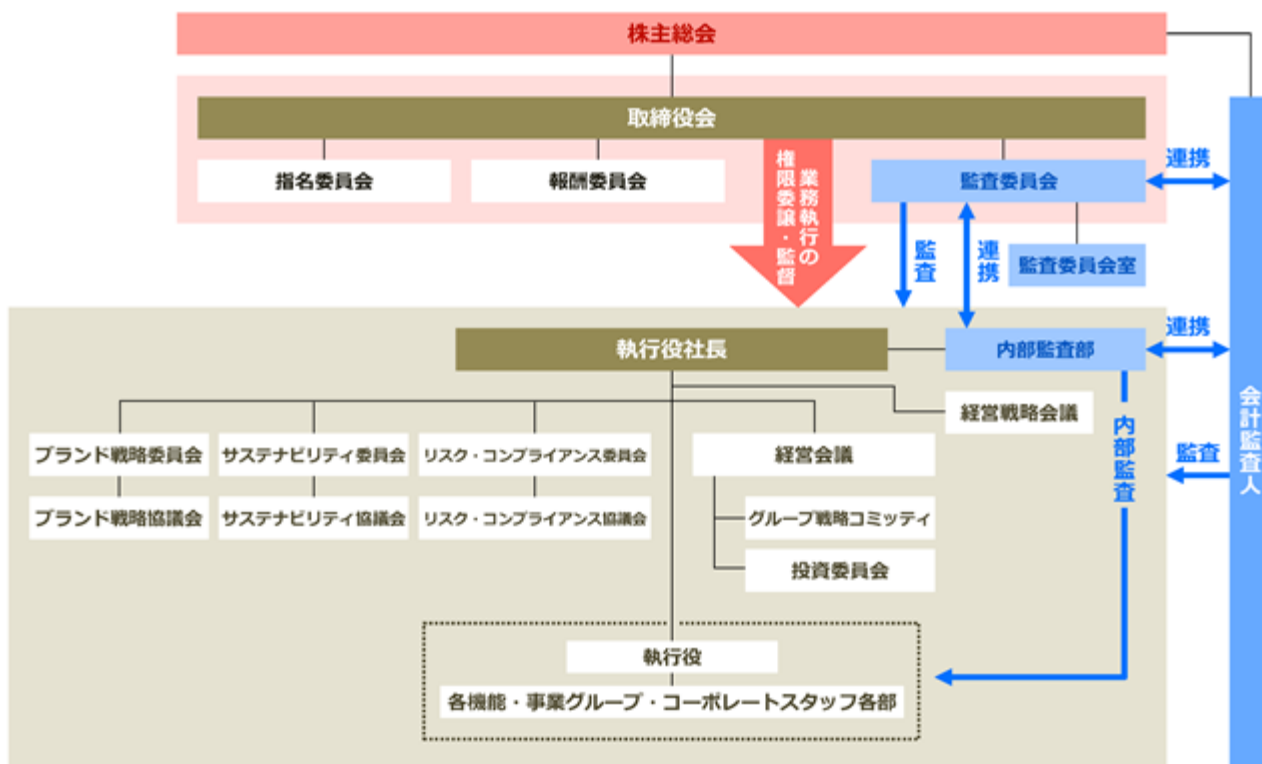 株主総会
取締役会
指名委員会
報酬委員会
業務執行の
権限委譲・監督
監査委員会
連携
監査
連携
監査委員会室
執行役社長
内部監査部
連携
経営戦略会議
会計監査人
ブランド戦略委員会
サステナビリティ委員会
リスク・コンプライアンス委員会
経営会議
内部監査
監査
ブランド戦略協議会
サステナビリティ協議会
リスク・コンプライアンス協議会
グループ戦略コミッティ
投資委員会
執行役
各機能・事業グループ・コーポレートスタッフ各部